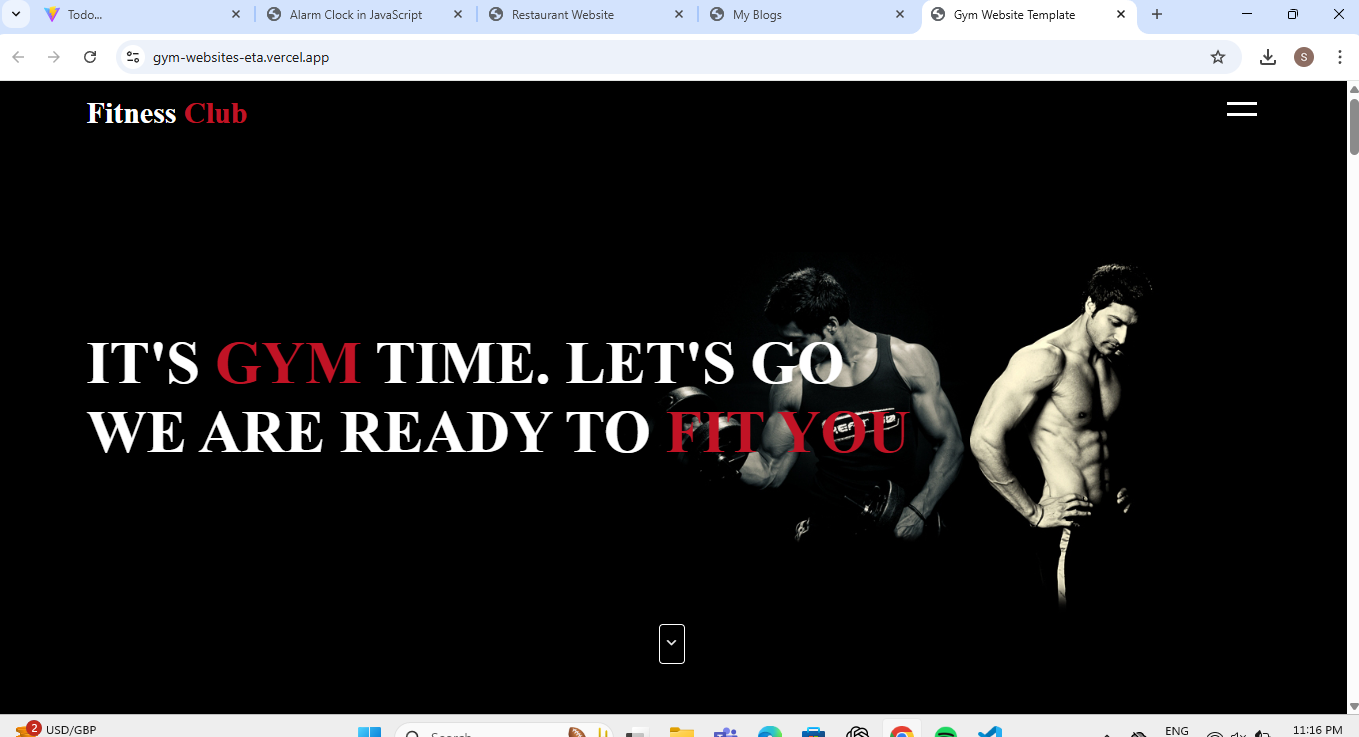 Todo...
Alarm Clock in JavaScript
Restaurant Website
My Blogs
Gym Website Template
gym-websites-eta.vercel.app
S
Fitness Club
IT'S GYM TIME. LET'S GO
WE ARE READY TO FIT YOU
2
USD/GBP
Search
ENG
11:16 PM